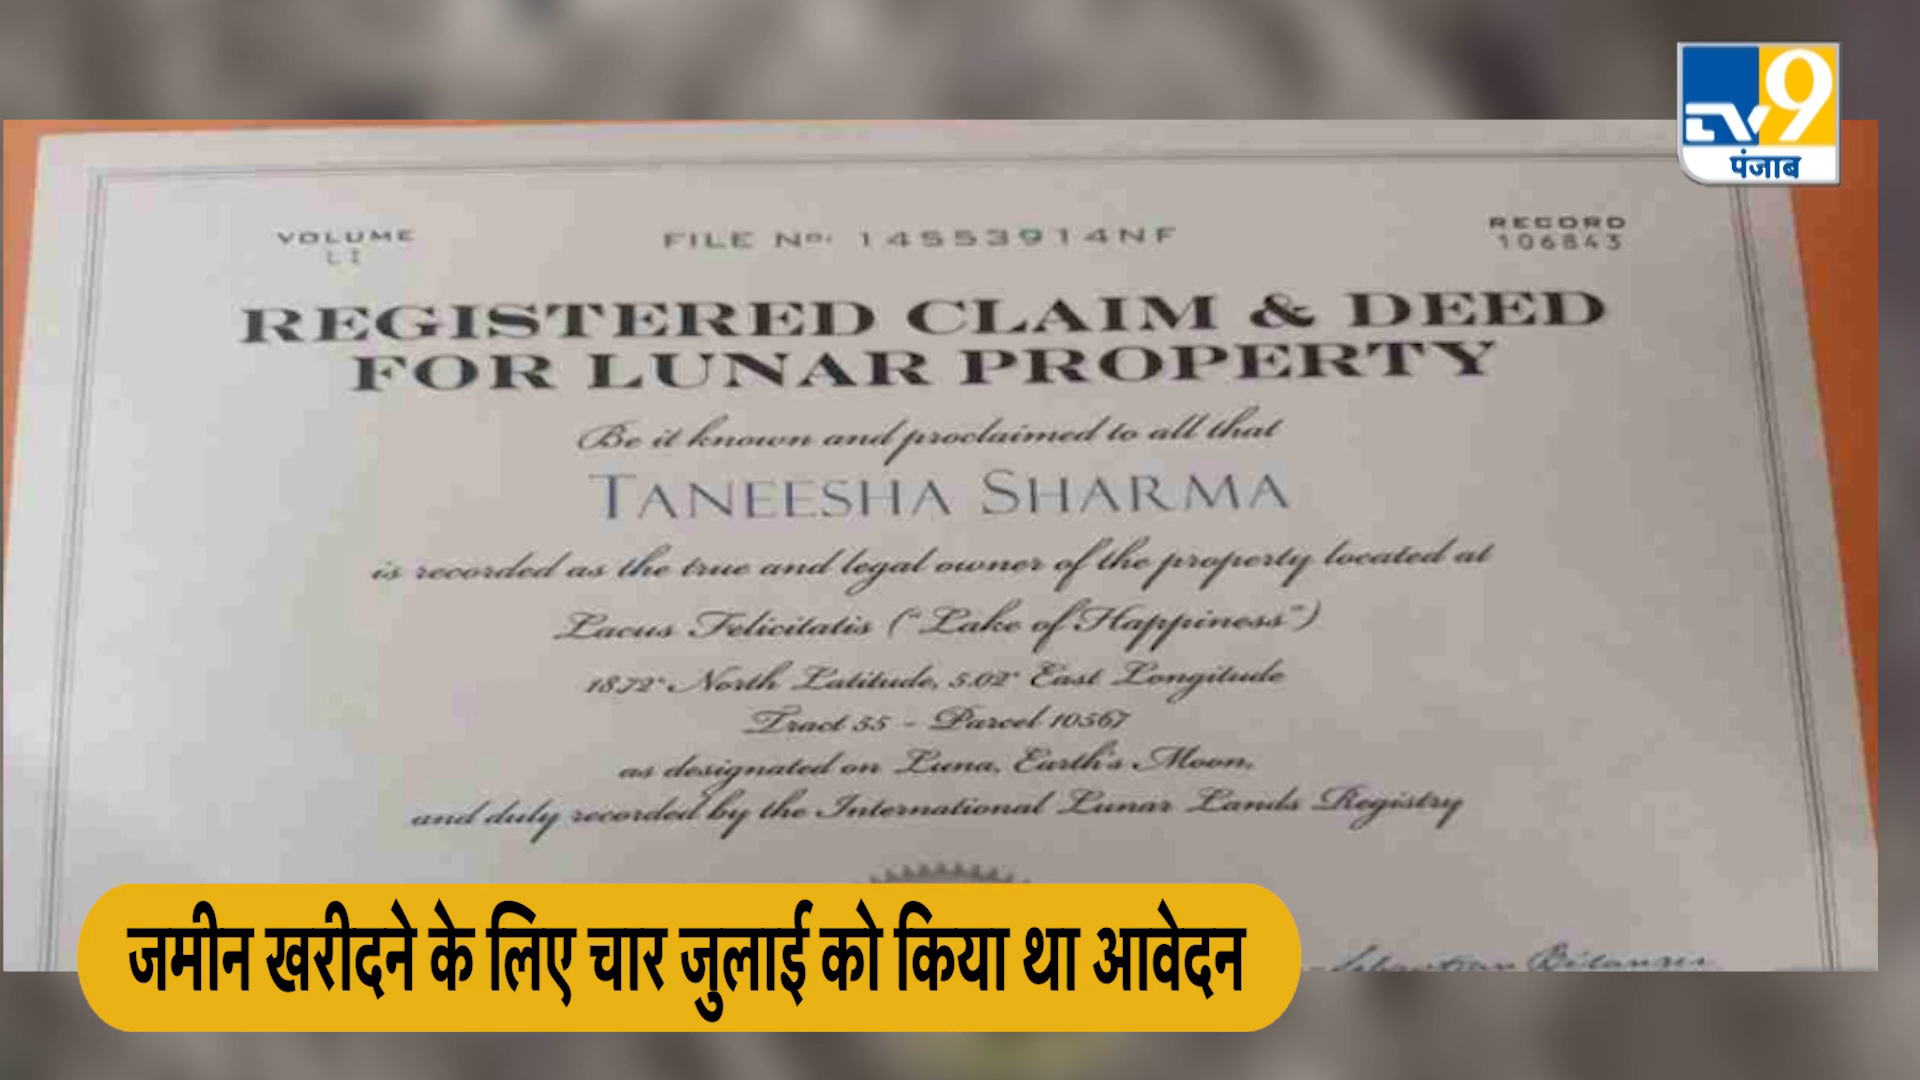 TV9
पंजाब
VOLUME
LI
FILE No. 14553914NF
RECORD
106843
REGISTERED CLAIM & DEED
FOR LUNAR PROPERTY
Be it known and proclaimed to all that
TANEESHA SHARMA
is recorded as the true and legal owner of the property located at
Lacus Felicitatis ("Lake of Happiness")
18.72° North Latitude, 5.02° East Longitude
Tract 55 - Parcel 10567
as designated on Luna, Earth's Moon,
and duly recorded by the International Lunar Lands Registry
जमीन खरीदने के लिए चार जुलाई को किया था आवेदन